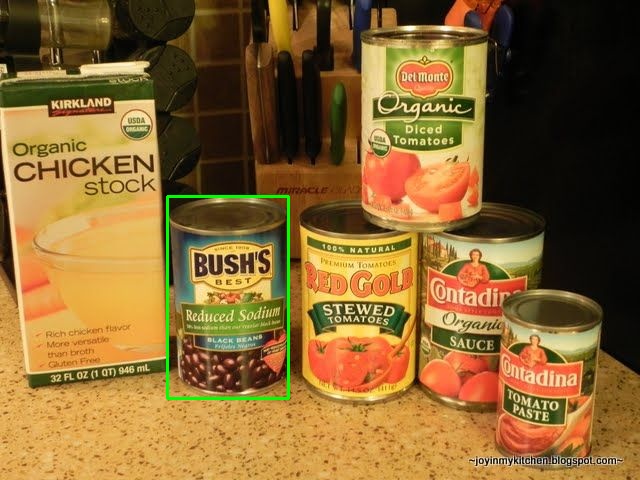 KIRKLAND
Signature
STOCK
USDA
ORGANIC
Organic
CHICKEN
stock
Rich chicken flavor
More versatile
than broth
Gluten Free
32 FL OZ (1 QT) 946 mL
SINCE 1908
BUSH'S
BEST
Reduced Sodium
BLACK BEANS
Frijoles Negros
100% NATURAL
PREMIUM TOMATOES
RED GOLD
STEWED
TOMATOES
MIRACLE BLADE
Del Monte
Organic
USDA
ORGANIC
Diced
Tomatoes
Contadina
Organic
SAUCE
Contadina
TOMATO
PASTE
~joyinmykitchen.blogspot.com~